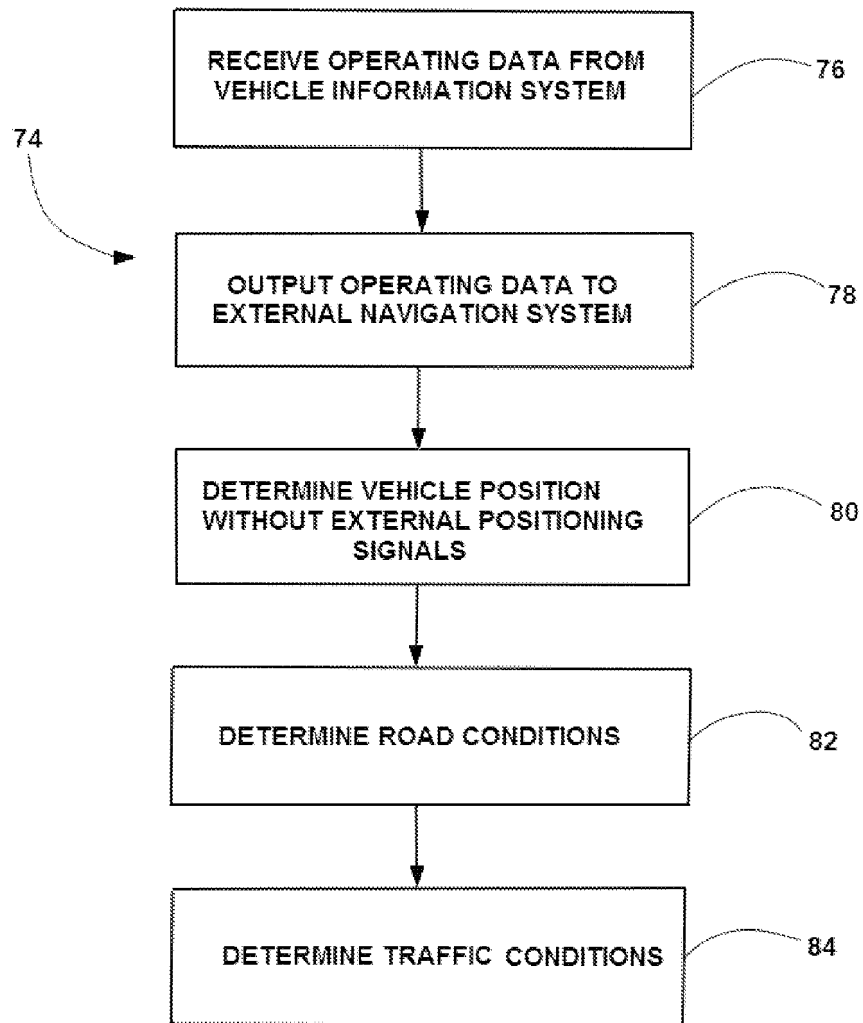 RECEIVE OPERATING DATA FROM
VEHICLE INFORMATION SYSTEM
76
74
OUTPUT OPERATING DATA TO
EXTERNAL NAVIGATION SYSTEM
78
DETERMINE VEHICLE POSITION
WITHOUT EXTERNAL POSITIONING
SIGNALS
80
DETERMINE ROAD CONDITIONS
82
DETERMINE TRAFFIC CONDITIONS
84